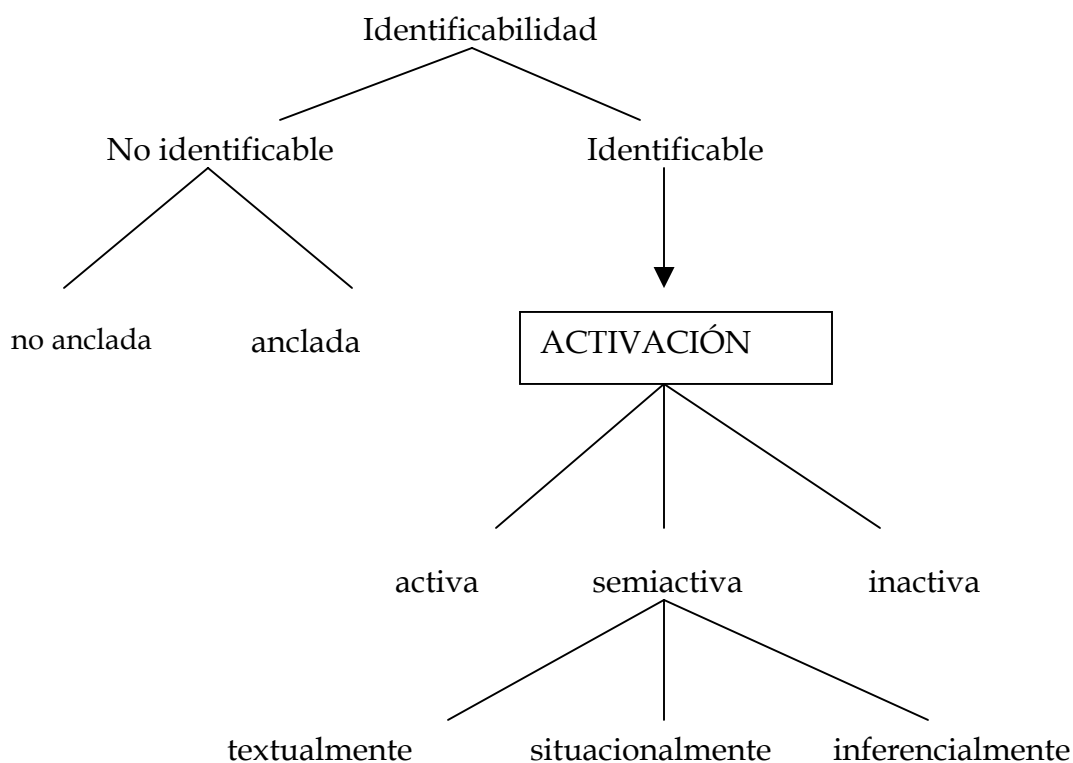 Identificabilidad
No identificable Identificable
no anclada anclada ACTIVACIÓN
activa semiactiva inactiva
textualmente situacionalmente inferencialmente